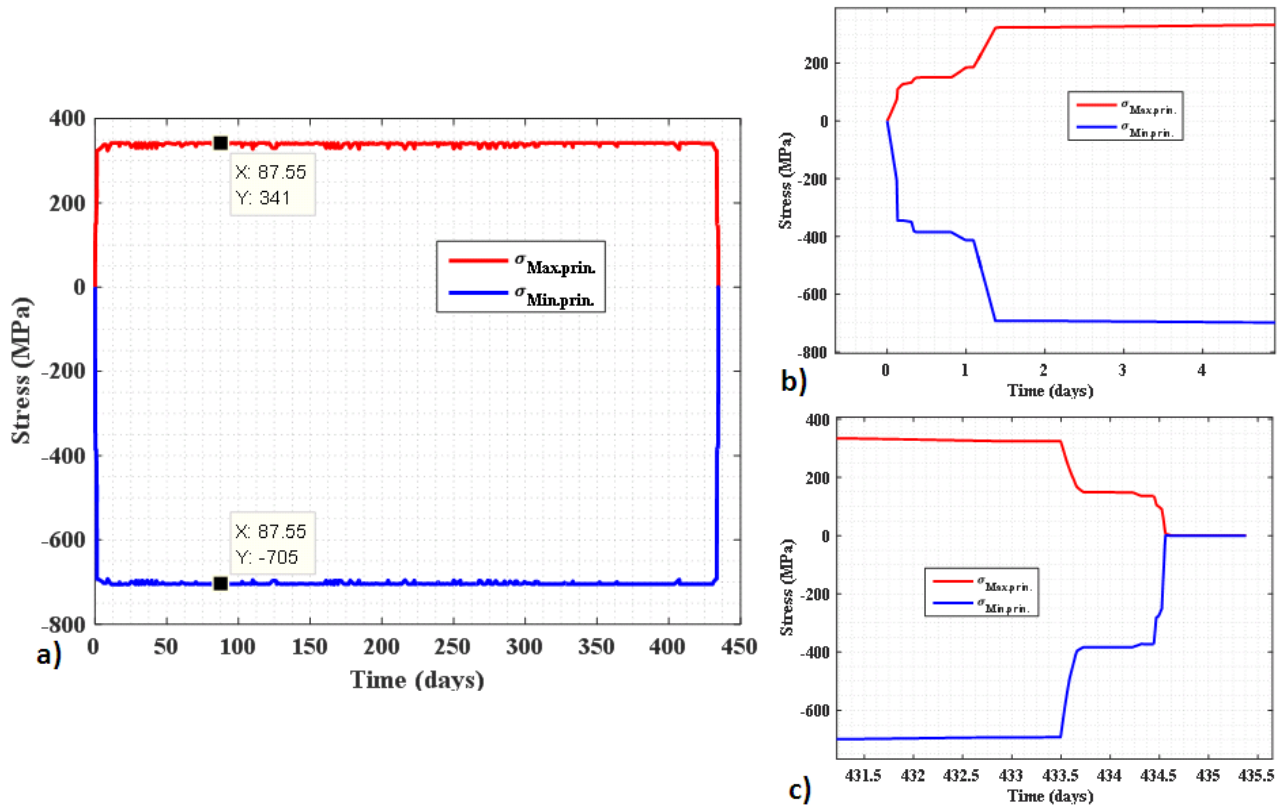 400
200
0
-200
-400
-600
-800
0 50 100 150 200 250 300 350 400 450
Stress (MPa)
Time (days)
X: 87.55
Y: 341
σMax.prin.
σMin.prin.
X: 87.55
Y: -705
a)
200
0
-200
-400
-600
-800
0 1 2 3 4
Stress (MPa)
Time (days)
σMax.prin.
σMin.prin.
b)
400
200
0
-200
-400
-600
431.5 432 432.5 433 433.5 434 434.5 435 435.5
Stress (MPa)
Time (days)
σMax.prin.
σMin.prin.
c)